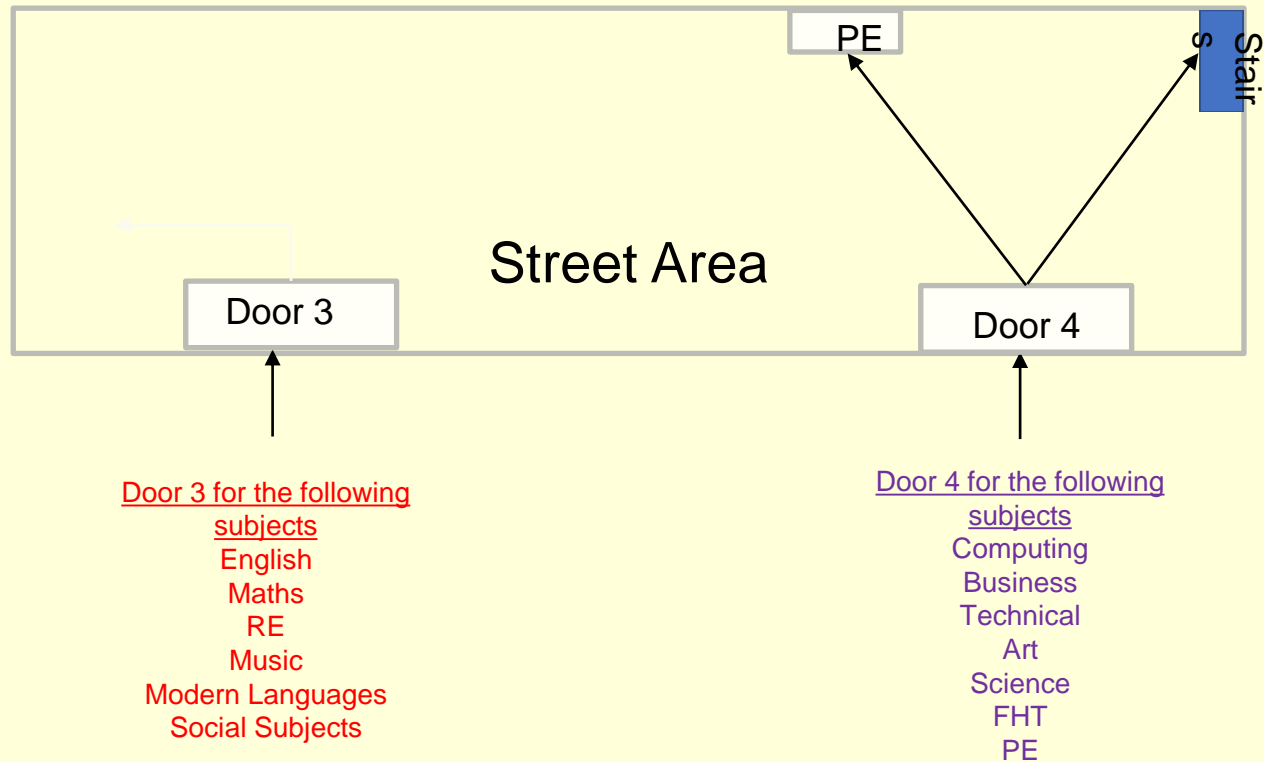 PE
Stair
s
Street Area
Door 3
Door 4
Door 3 for the following
subjects
English
Maths
RE
Music
Modern Languages
Social Subjects
Door 4 for the following
subjects
Computing
Business
Technical
Art
Science
FHT
PE